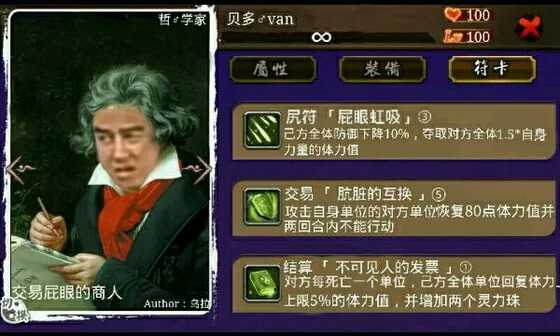 哲♂学家
贝多♂van
∞
100
Lv 100
属性
装備
符卡
尻符「屁眼虹吸」③
己方全体防御下降10%，夺取对方全体1.5*自身
力量的体力值
交易「肮脏的互换」⑤
攻击自身单位的对方单位恢复80点体力值并
两回合内不能行动
结算「不可见人的发票」①
对方每死亡一个单位，己方全体单位回复体力
上限5%的体力值，并增加两个灵力珠
交易屁眼的商人
Author：乌拉
切换